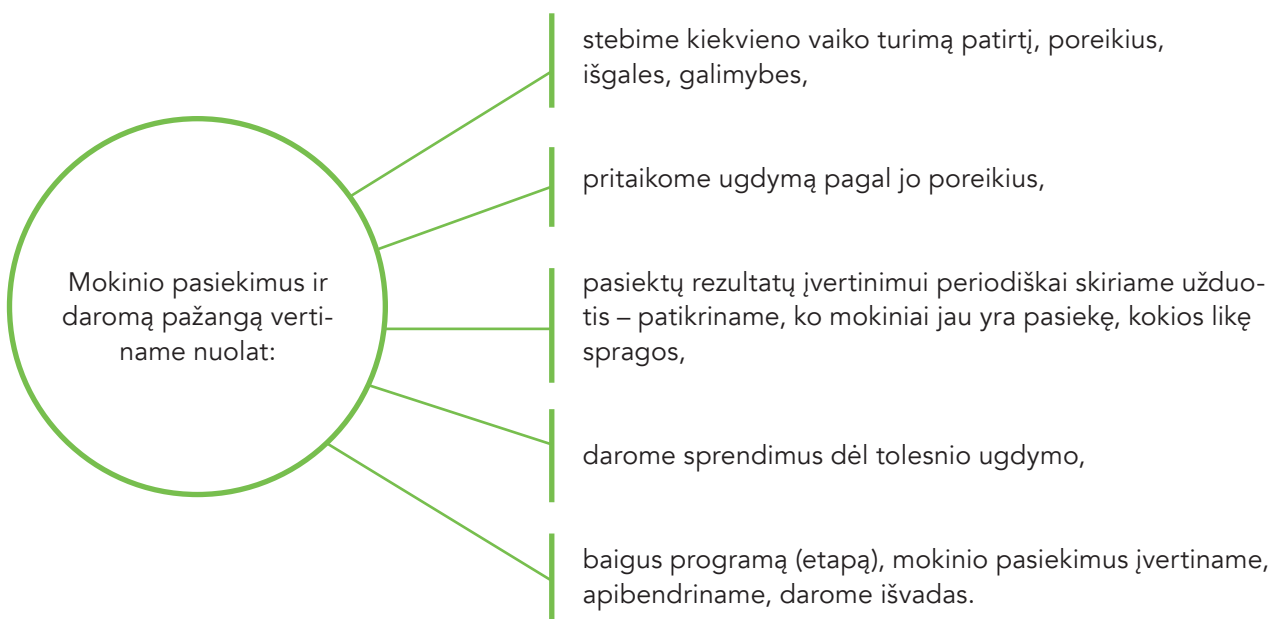 Mokinio pasiekimus ir
daromą pažangą verti-
name nuolat:
stebime kiekvieno vaiko turimą patirtį, poreikius,
išgales, galimybes,
pritaikome ugdymą pagal jo poreikius,
pasiektų rezultatų įvertinimui periodiškai skiriame užduo-
tis – patikriname, ko mokiniai jau yra pasiekę, kokios likę
spragos,
darome sprendimus dėl tolesnio ugdymo,
baigus programą (etapą), mokinio pasiekimus įvertiname,
apibendriname, darome išvadas.